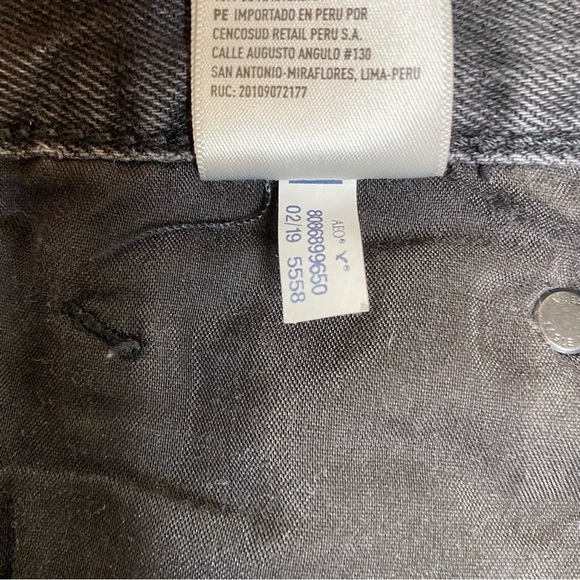 PE IMPORTADO EN PERU POR
CENCOSUD RETAIL PERU S.A.
CALLE AUGUSTO ANGULO #130
SAN ANTONIO-MIRAFLORES, LIMA-PERU
RUC: 20109072177
AEO®
8086899650
02/19 5558